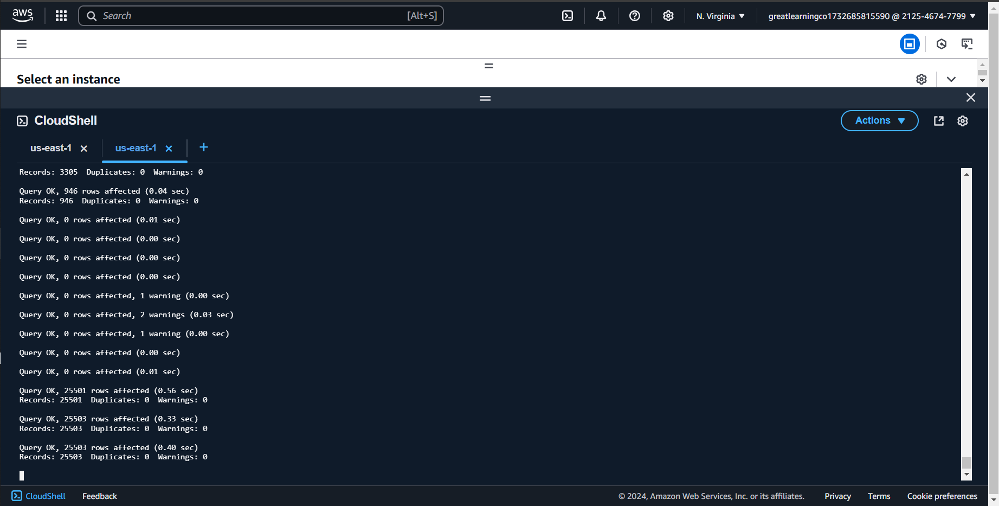 aws
Search [Alt+S] N. Virginia greatlearningco1732685815590 @ 2125-4674-7799
Select an instance
CloudShell
Actions
us-east-1 us-east-1
Records: 3305  Duplicates: 0  Warnings: 0
Query OK, 946 rows affected (0.04 sec)
Records: 946  Duplicates: 0  Warnings: 0
Query OK, 0 rows affected (0.01 sec)
Query OK, 0 rows affected (0.00 sec)
Query OK, 0 rows affected (0.00 sec)
Query OK, 0 rows affected (0.00 sec)
Query OK, 0 rows affected, 1 warning (0.00 sec)
Query OK, 0 rows affected, 2 warnings (0.03 sec)
Query OK, 0 rows affected, 1 warning (0.00 sec)
Query OK, 0 rows affected (0.00 sec)
Query OK, 0 rows affected (0.01 sec)
Query OK, 25501 rows affected (0.56 sec)
Records: 25501  Duplicates: 0  Warnings: 0
Query OK, 25503 rows affected (0.33 sec)
Records: 25503  Duplicates: 0  Warnings: 0
Query OK, 25503 rows affected (0.40 sec)
Records: 25503  Duplicates: 0  Warnings: 0
CloudShell Feedback © 2024, Amazon Web Services, Inc. or its affiliates. Privacy Terms Cookie preferences